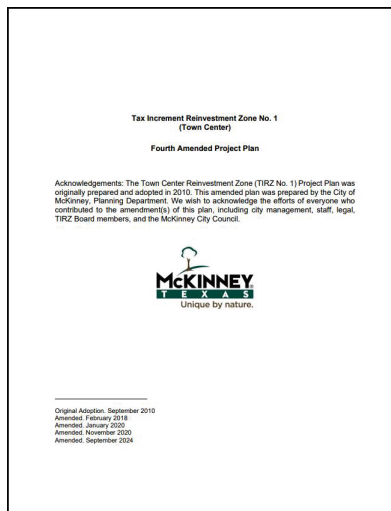 Tax Increment Reinvestment Zone No. 1
(Town Center)
Fourth Amended Project Plan
Acknowledgements: The Town Center Reinvestment Zone (TIRZ No. 1) Project Plan was
originally prepared and adopted in 2010. This amended plan was prepared by the City of
McKinney, Planning Department. We wish to acknowledge the efforts of everyone who
contributed to the amendment(s) of this plan, including city management, staff, legal,
TIRZ Board members, and the McKinney City Council.
McKINNEY
TEXAS
Unique by nature.
Original Adoption. September 2010
Amended. February 2018
Amended. January 2020
Amended. November 2020
Amended. September 2024